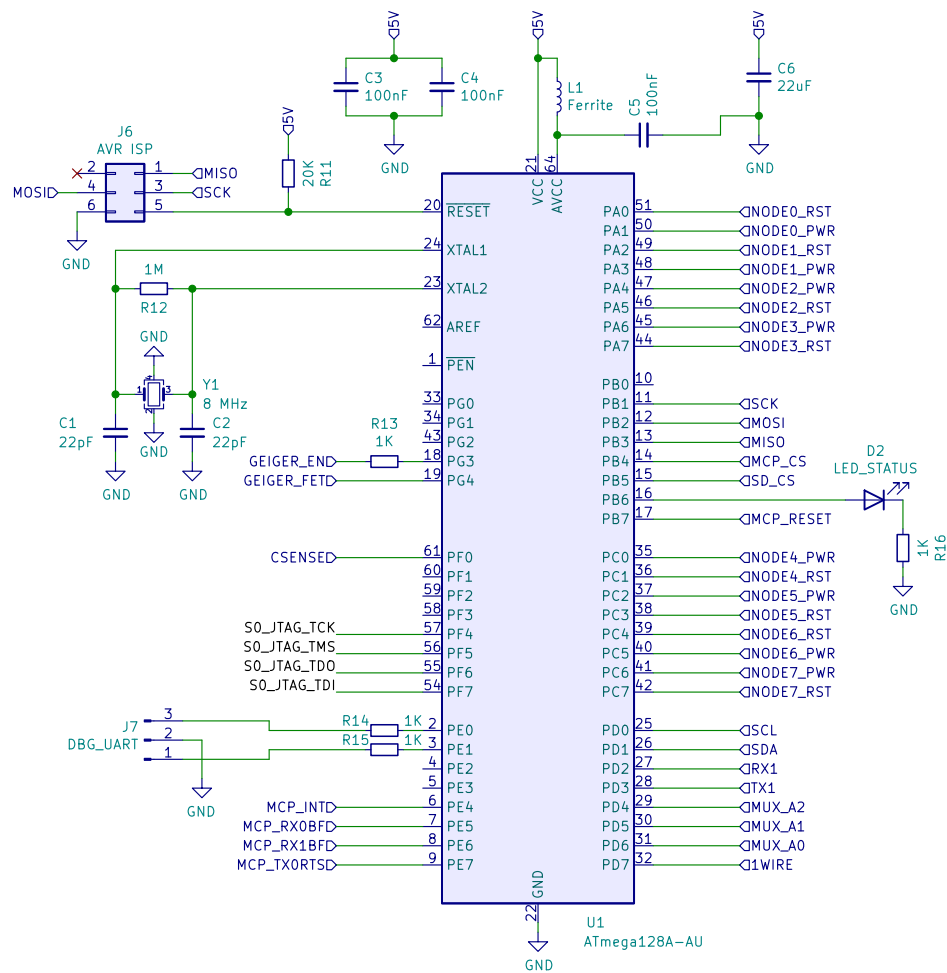 5V
5V
5V
C3
100nF
C4
100nF
L1
Ferrite
C5
100nF
C6
22uF
GND
GND
5V
20K
R11
J6
AVR ISP
2
1
MISO
MOSI
4
3
SCK
6
5
GND
21
64
VCC
AVCC
20
RESET
24
XTAL1
23
XTAL2
62
AREF
1
PEN
33
PG0
34
PG1
43
PG2
18
PG3
19
PG4
61
PF0
60
PF1
59
PF2
58
PF3
57
PF4
56
PF5
55
PF6
54
PF7
2
PE0
3
PE1
4
PE2
5
PE3
6
PE4
7
PE5
8
PE6
9
PE7
1M
R12
GND
4
1
3
2
Y1
8 MHz
C1
22pF
C2
22pF
GND
GND
GND
R13
1K
GEIGER_EN
GEIGER_FET
CSENSE
S0_JTAG_TCK
S0_JTAG_TMS
S0_JTAG_TDO
S0_JTAG_TDI
J7
DBG_UART
3
2
1
R14
1K
R15
1K
GND
MCP_INT
MCP_RX0BF
MCP_RX1BF
MCP_TX0RTS
PA0
51
NODE0_RST
PA1
50
NODE0_PWR
PA2
49
NODE1_RST
PA3
48
NODE1_PWR
PA4
47
NODE2_PWR
PA5
46
NODE2_RST
PA6
45
NODE3_PWR
PA7
44
NODE3_RST
PB0
10
PB1
11
SCK
PB2
12
MOSI
PB3
13
MISO
PB4
14
MCP_CS
PB5
15
SD_CS
PB6
16
PB7
17
MCP_RESET
D2
LED_STATUS
1K
R16
GND
PC0
35
NODE4_PWR
PC1
36
NODE4_RST
PC2
37
NODE5_PWR
PC3
38
NODE5_RST
PC4
39
NODE6_RST
PC5
40
NODE6_PWR
PC6
41
NODE7_PWR
PC7
42
NODE7_RST
PD0
25
SCL
PD1
26
SDA
PD2
27
RX1
PD3
28
TX1
PD4
29
MUX_A2
PD5
30
MUX_A1
PD6
31
MUX_A0
PD7
32
1WIRE
GND
22
U1
ATmega128A-AU
GND